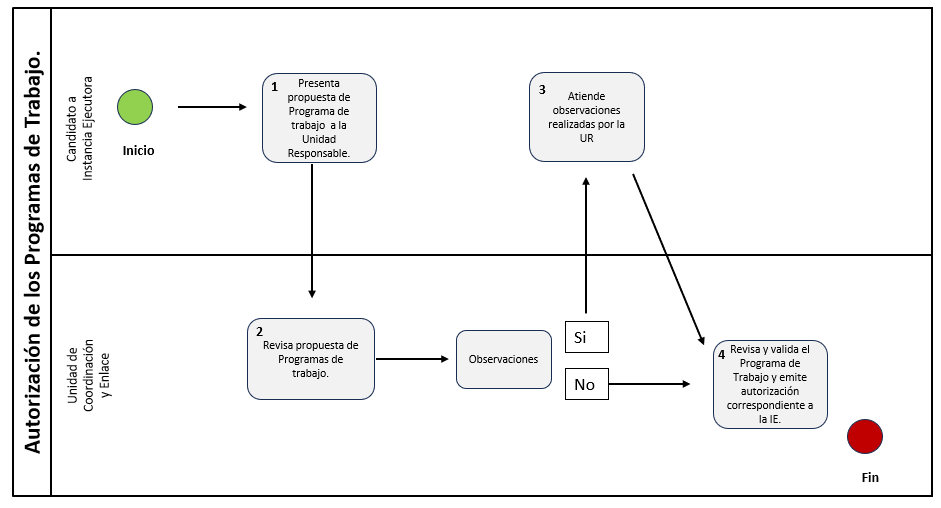 Autorización de los Programas de Trabajo.
Candidato a
Instancia Ejecutora
Inicio
1
Presenta
propuesta de
Programa de
trabajo a la
Unidad
Responsable.
3
Atiende
observaciones
realizadas por la
UR
Unidad de
Coordinación
y Enlace
2
Revisa propuesta de
Programas de
trabajo.
Observaciones
Si
No
4
Revisa y valida el
Programa de
Trabajo y emite
autorización
correspondiente a
la IE.
Fin